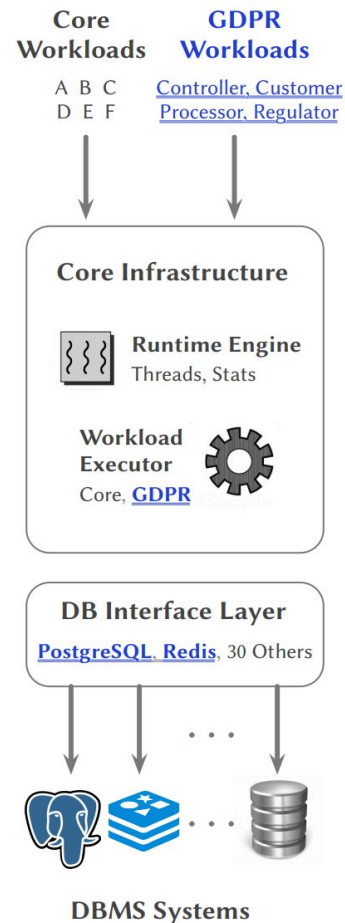 Core
Workloads
A B C
D E F
GDPR
Workloads
Controller, Customer
Processor, Regulator
Core Infrastructure
Runtime Engine
Threads, Stats
Workload
Executor
Core, GDPR
DB Interface Layer
PostgreSQL, Redis, 30 Others
. . .
. . .
DBMS Systems